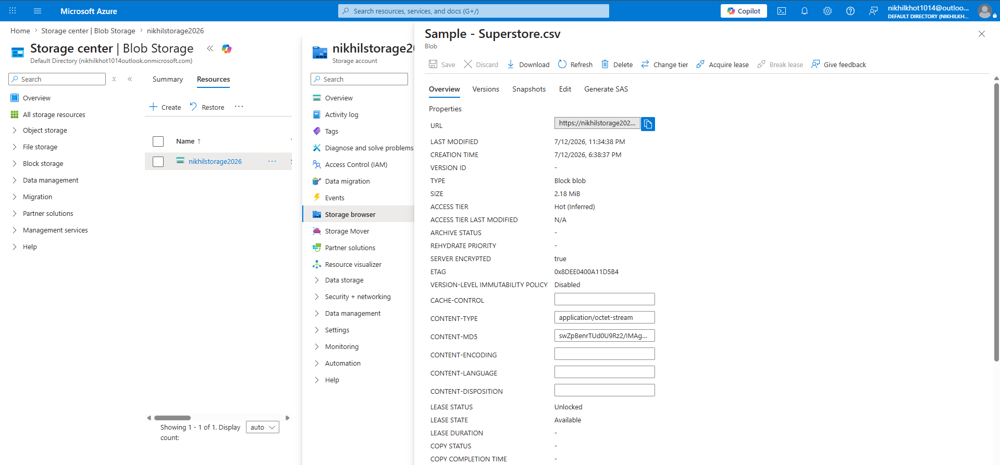 Microsoft Azure
Search resources, services, and docs (G+/)
Copilot
nikhilkhot1014@outloo...
DEFAULT DIRECTORY (NIKHILKH...
Home > Storage center | Blob Storage > nikhilstorage2026
Storage center | Blob Storage
Default Directory (nikhilkhot1014outlook.onmicrosoft.com)
Search
Overview
All storage resources
Object storage
File storage
Block storage
Data management
Migration
Partner solutions
Management services
Help
Summary
Resources
Create
Restore
Name ↑
nikhilstorage2026
Showing 1 - 1 of 1. Display
count:
auto
nikhilstorage2
Storage account
Search
Overview
Activity log
Tags
Diagnose and solve problems
Access Control (IAM)
Data migration
Events
Storage browser
Storage Mover
Partner solutions
Resource visualizer
Data storage
Security + networking
Data management
Settings
Monitoring
Automation
Help
Sample - Superstore.csv
Blob
Save
Discard
Download
Refresh
Delete
Change tier
Acquire lease
Break lease
Give feedback
Overview
Versions
Snapshots
Edit
Generate SAS
Properties
URL https://nikhilstorage202...
LAST MODIFIED 7/12/2026, 11:34:38 PM
CREATION TIME 7/12/2026, 6:38:37 PM
VERSION ID -
TYPE Block blob
SIZE 2.18 MiB
ACCESS TIER Hot (Inferred)
ACCESS TIER LAST MODIFIED N/A
ARCHIVE STATUS -
REHYDRATE PRIORITY -
SERVER ENCRYPTED true
ETAG 0x8DEE0400A11D5B4
VERSION-LEVEL IMMUTABILITY POLICY Disabled
CACHE-CONTROL
CONTENT-TYPE application/octet-stream
CONTENT-MD5 swZpBenrTUd0U9Rz2/IMAg...
CONTENT-ENCODING
CONTENT-LANGUAGE
CONTENT-DISPOSITION
LEASE STATUS Unlocked
LEASE STATE Available
LEASE DURATION -
COPY STATUS -
COPY COMPLETION TIME -